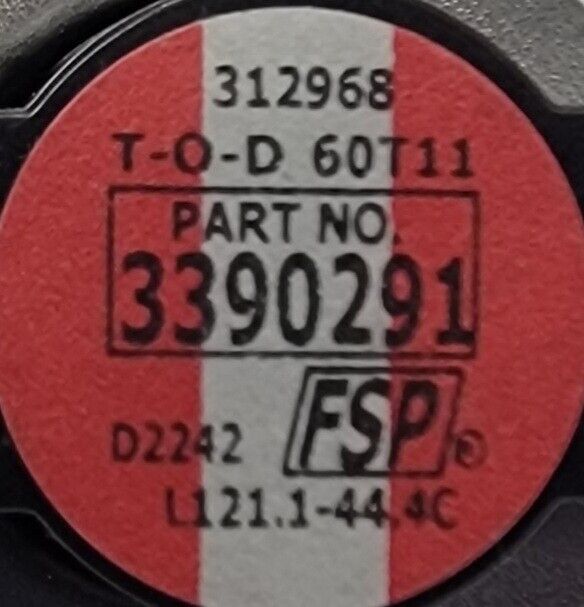 312968
T-O-D 60T11
PART NO.
3390291
D2242 FSP®
L121.1-44.4C